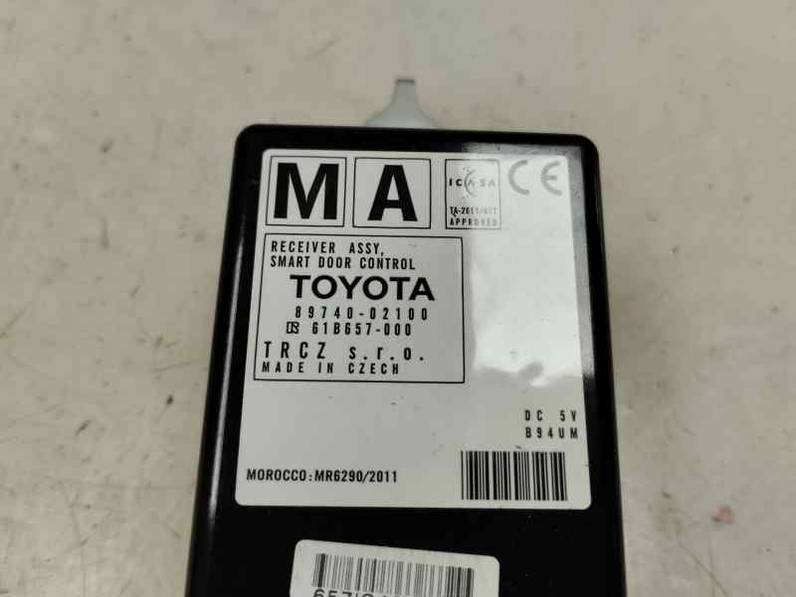 MA
ICASA
TA-2011/
APPROVED
CE
RECEIVER ASSY,
SMART DOOR CONTROL
TOYOTA
89740-02100
R 61B657-000
TRCZ s.r.o.
MADE IN CZECH
DC 5V
B94UM
MOROCCO:MR6290/2011